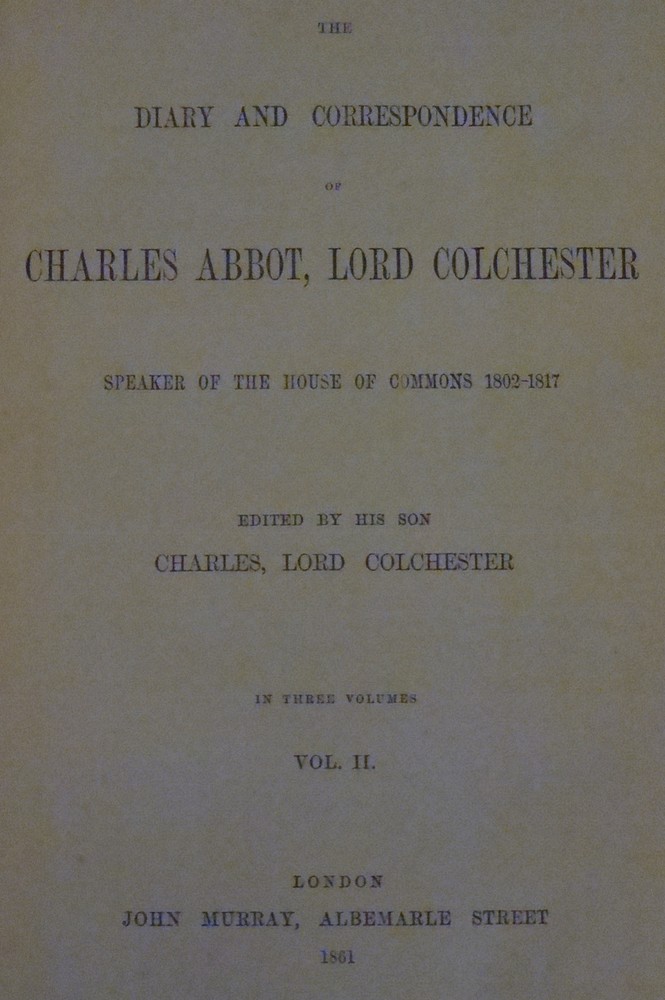 THE
DIARY AND CORRESPONDENCE
OF
CHARLES ABBOT, LORD COLCHESTER
SPEAKER OF THE HOUSE OF COMMONS 1802-1817
EDITED BY HIS SON
CHARLES, LORD COLCHESTER
IN THREE VOLUMES
VOL. II.
LONDON
JOHN MURRAY, ALBEMARLE STREET
1861